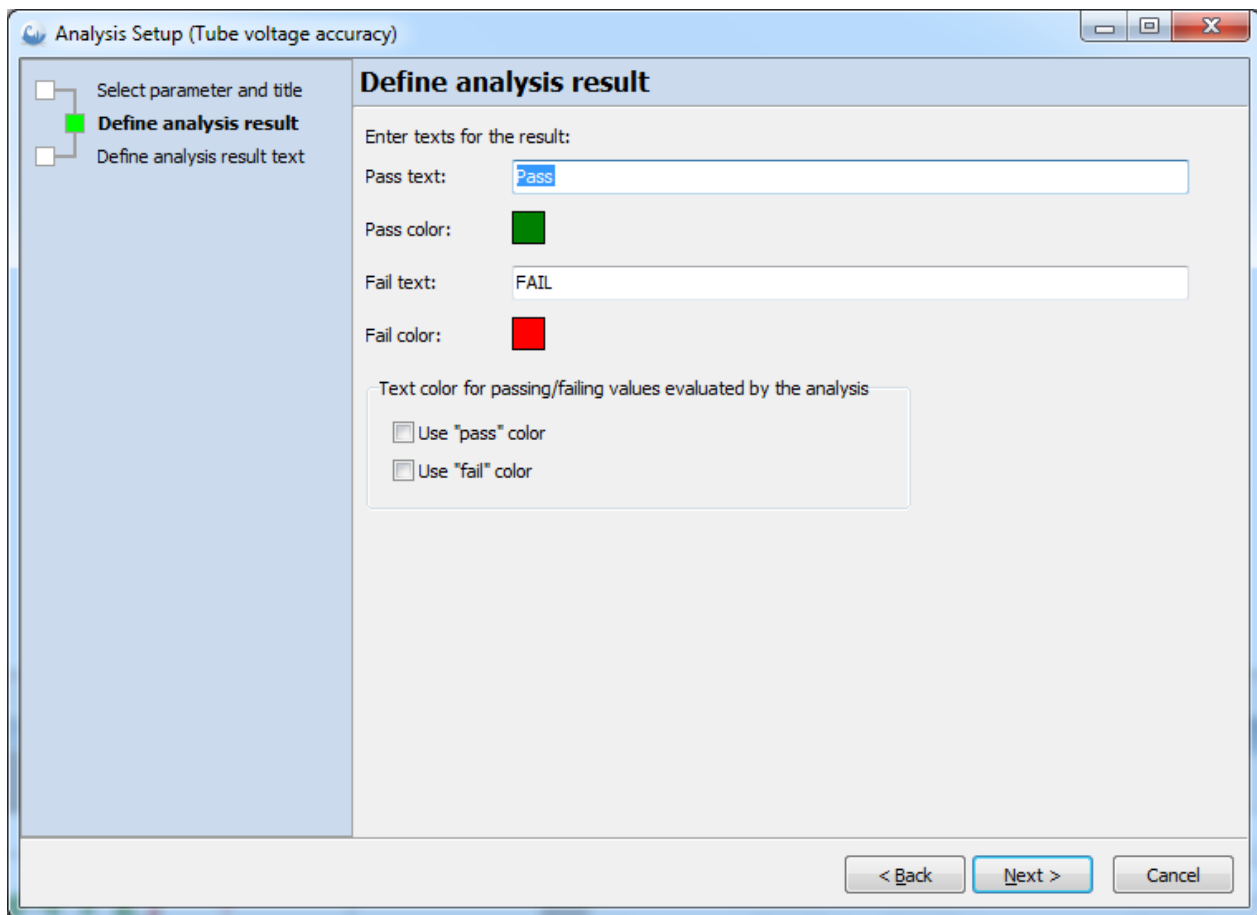 Analysis Setup (Tube voltage accuracy)
Select parameter and title
Define analysis result
Define analysis result text
Define analysis result
Enter texts for the result:
Pass text: Pass
Pass color:
Fail text: FAIL
Fail color:
Text color for passing/failing values evaluated by the analysis
Use "pass" color
Use "fail" color
< Back Next > Cancel